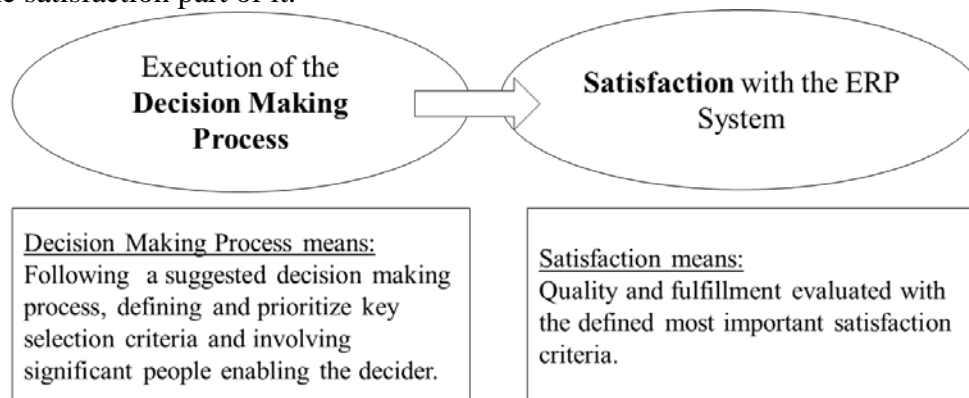 e satisfaction part of it.
Execution of the
Decision Making
Process
Satisfaction with the ERP
System
Decision Making Process means:
Following a suggested decision making
process, defining and prioritize key
selection criteria and involving
significant people enabling the decider.
Satisfaction means:
Quality and fulfillment evaluated with
the defined most important satisfaction
criteria.